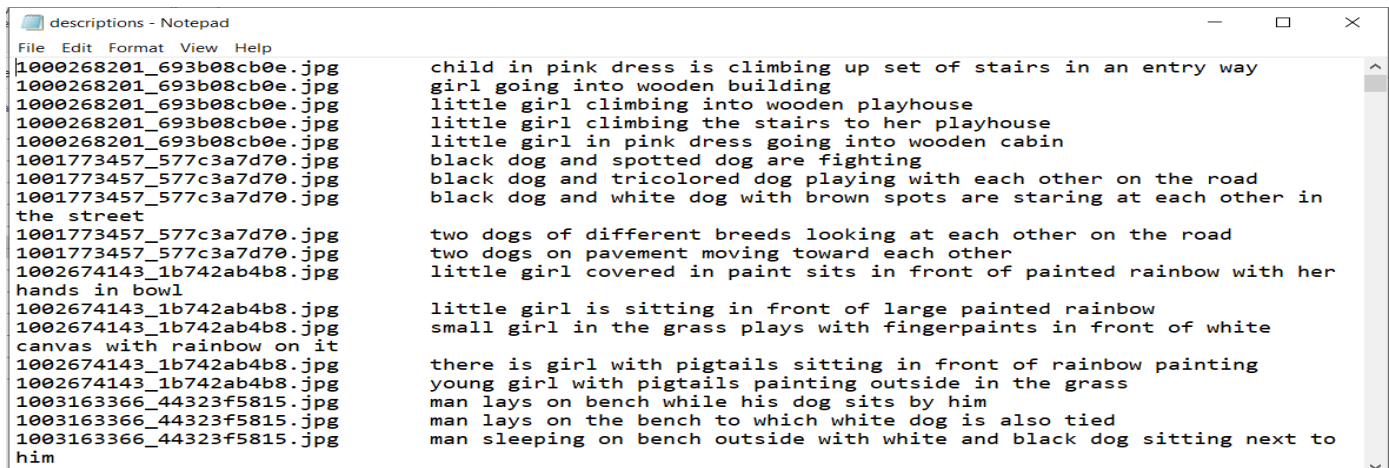 descriptions - Notepad
File Edit Format View Help
1000268201_693b08cb0e.jpg child in pink dress is climbing up set of stairs in an entry way
1000268201_693b08cb0e.jpg girl going into wooden building
1000268201_693b08cb0e.jpg little girl climbing into wooden playhouse
1000268201_693b08cb0e.jpg little girl climbing the stairs to her playhouse
1000268201_693b08cb0e.jpg little girl in pink dress going into wooden cabin
1001773457_577c3a7d70.jpg black dog and spotted dog are fighting
1001773457_577c3a7d70.jpg black dog and tricolored dog playing with each other on the road
1001773457_577c3a7d70.jpg black dog and white dog with brown spots are staring at each other in
the street
1001773457_577c3a7d70.jpg two dogs of different breeds looking at each other on the road
1001773457_577c3a7d70.jpg two dogs on pavement moving toward each other
1002674143_1b742ab4b8.jpg little girl covered in paint sits in front of painted rainbow with her
hands in bowl
1002674143_1b742ab4b8.jpg little girl is sitting in front of large painted rainbow
1002674143_1b742ab4b8.jpg small girl in the grass plays with fingerpaints in front of white
canvas with rainbow on it
1002674143_1b742ab4b8.jpg there is girl with pigtails sitting in front of rainbow painting
1002674143_1b742ab4b8.jpg young girl with pigtails painting outside in the grass
1003163366_44323f5815.jpg man lays on bench while his dog sits by him
1003163366_44323f5815.jpg man lays on the bench to which white dog is also tied
1003163366_44323f5815.jpg man sleeping on bench outside with white and black dog sitting next to
him